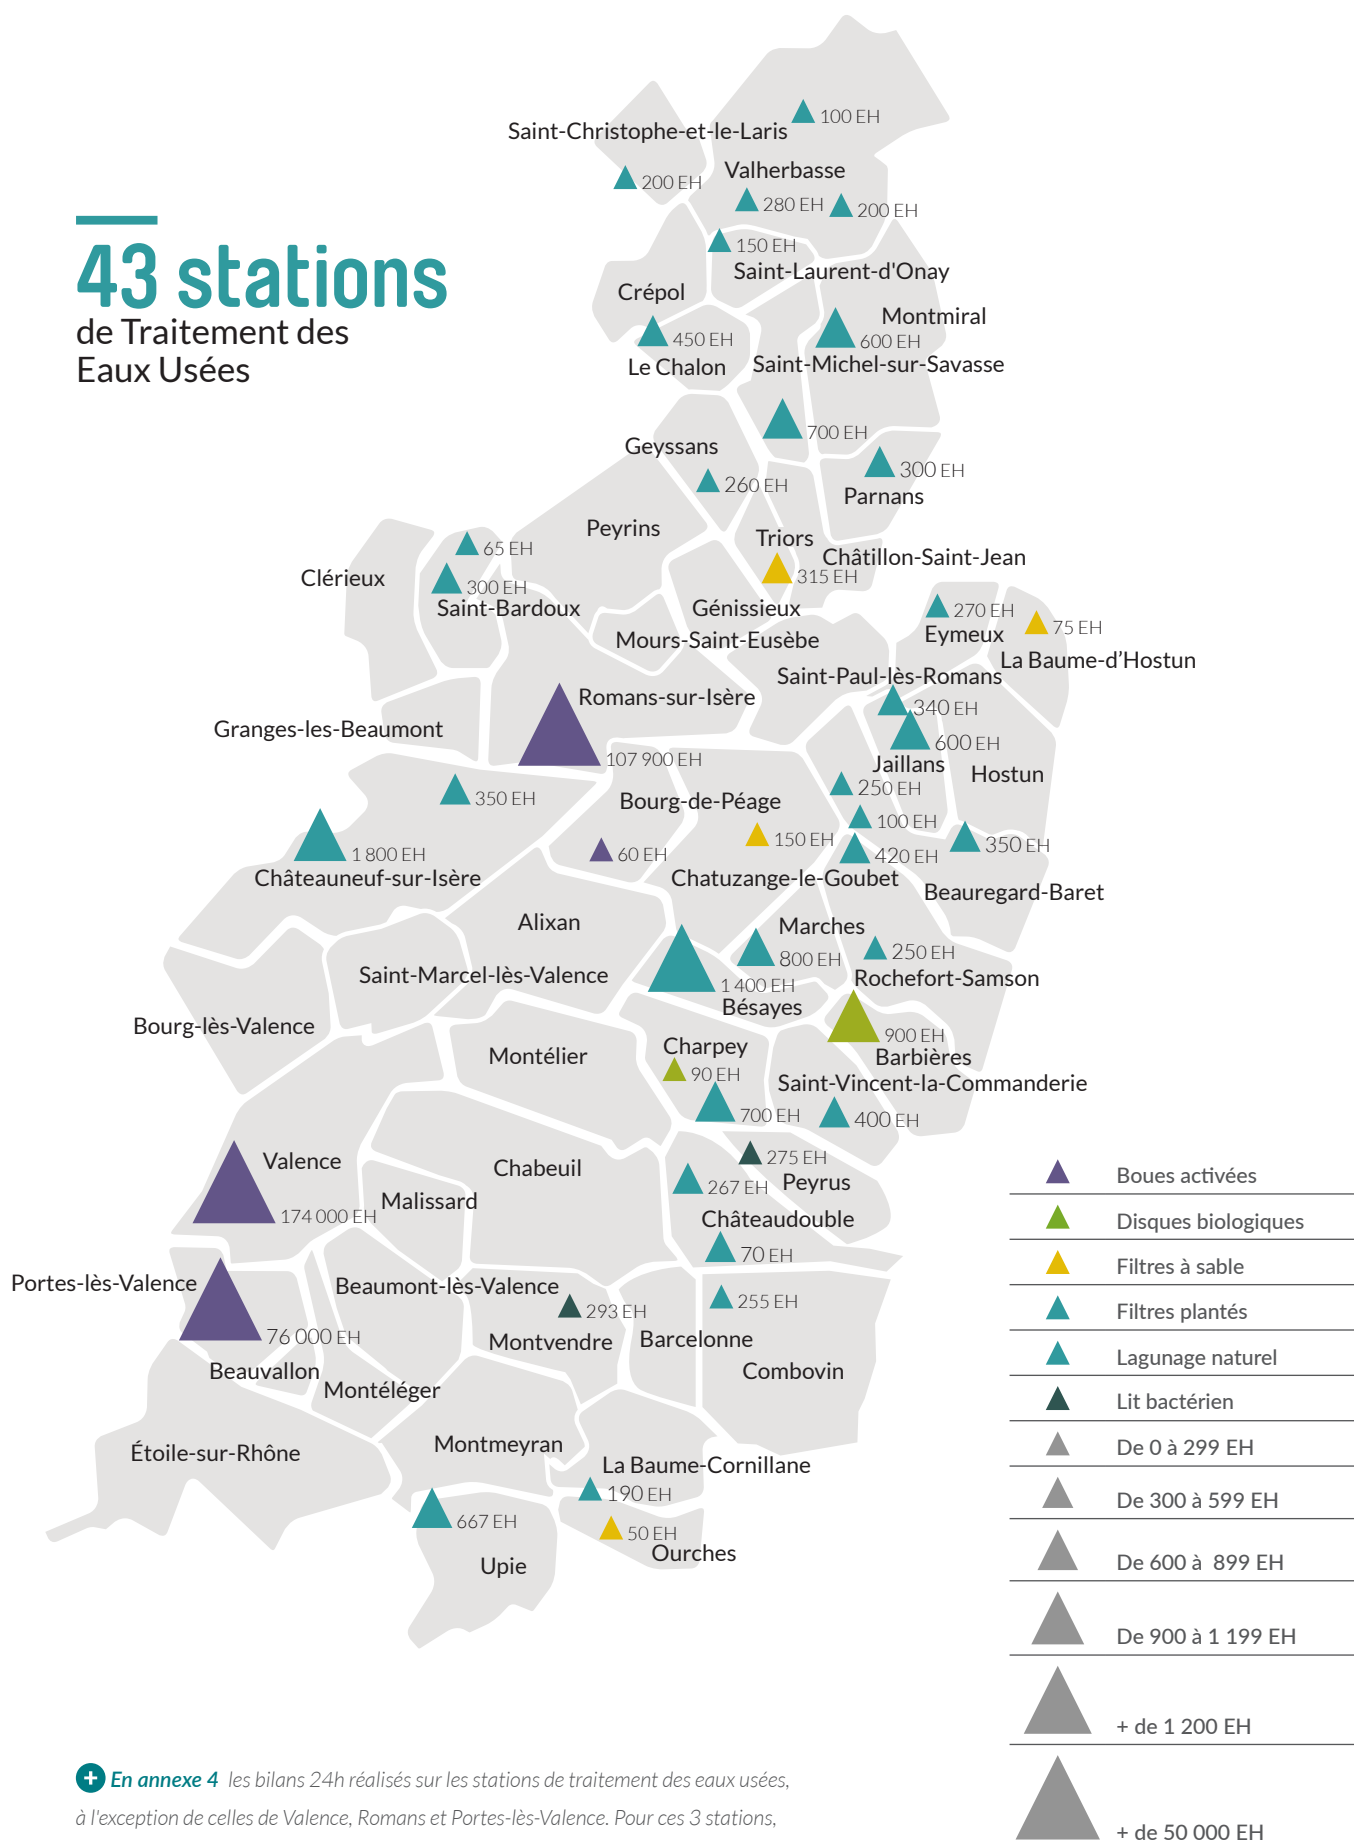 43 stations
de Traitement des
Eaux Usées
100 EH
Saint-Christophe-et-le-Laris
Valherbasse
200 EH
280 EH
200 EH
150 EH
Saint-Laurent-d'Onay
Crépol
Montmiral
450 EH
600 EH
Le Chalon
Saint-Michel-sur-Savasse
700 EH
Geyssans
300 EH
260 EH
Parnans
Peyrins
Triors
65 EH
Châtillon-Saint-Jean
Clérieux
315 EH
300 EH
Saint-Bardoux
Génissieux
270 EH
75 EH
Mours-Saint-Eusèbe
Eymeux
La Baume-d’Hostun
Saint-Paul-lès-Romans
Romans-sur-Isère
340 EH
Granges-les-Beaumont
600 EH
107 900 EH
Jaillans
Hostun
350 EH
250 EH
Bourg-de-Péage
100 EH
150 EH
350 EH
1 800 EH
60 EH
420 EH
Châteauneuf-sur-Isère
Chatuzange-le-Goubet
Beauregard-Baret
Alixan
Marches
250 EH
800 EH
Saint-Marcel-lès-Valence
Rochefort-Samson
1 400 EH
Bésayes
Bourg-lès-Valence
900 EH
Montélier
Charpey
Barbières
90 EH
Saint-Vincent-la-Commanderie
700 EH
400 EH
275 EH
Valence
Chabeuil
267 EH
Peyrus
Malissard
174 000 EH
Châteaudouble
70 EH
Portes-lès-Valence
Beaumont-lès-Valence
255 EH
293 EH
76 000 EH
Montvendre
Barcelonne
Beauvallon
Combovin
Montéléger
Montmeyran
Étoile-sur-Rhône
La Baume-Cornillane
190 EH
667 EH
50 EH
Ourches
Upie
Boues activées
Disques biologiques
Filtres à sable
Filtres plantés
Lagunage naturel
Lit bactérien
De 0 à 299 EH
De 300 à 599 EH
De 600 à 899 EH
De 900 à 1 199 EH
+ de 1 200 EH
+ de 50 000 EH
+ En annexe 4 les bilans 24h réalisés sur les stations de traitement des eaux usées,
à l'exception de celles de Valence, Romans et Portes-lès-Valence. Pour ces 3 stations,